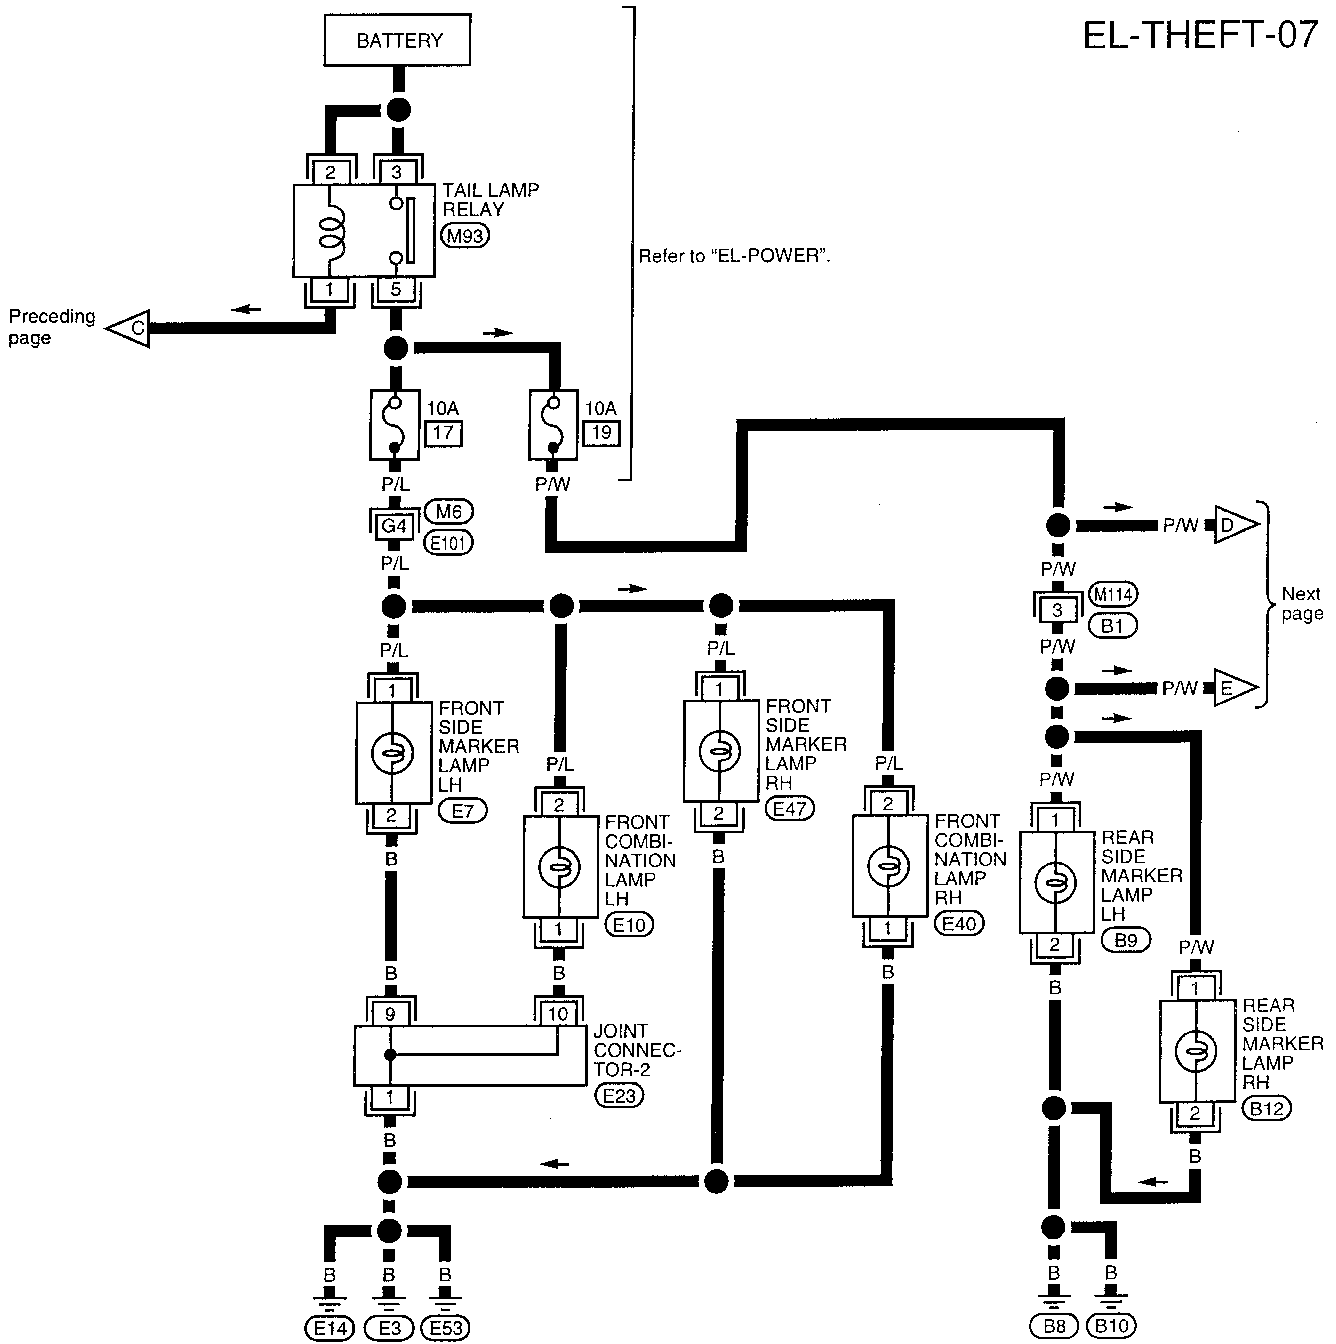 EL-THEFT-07
BATTERY
2
3
TAIL LAMP
RELAY
M93
1
5
Refer to “EL-POWER”.
Preceding
page
C
10A
17
10A
19
P/L
P/W
G4
M6
E101
P/L
P/W
D
P/W
3
M114
B1
P/W
Next
page
P/W
E
P/L
1
FRONT
SIDE
MARKER
LAMP
LH
E7
2
B
P/L
2
FRONT
COMBI-
NATION
LAMP
LH
E10
1
B
P/L
1
FRONT
SIDE
MARKER
LAMP
RH
E47
2
B
P/L
2
FRONT
COMBI-
NATION
LAMP
RH
E40
1
B
P/W
1
REAR
SIDE
MARKER
LAMP
LH
B9
2
B
P/W
1
REAR
SIDE
MARKER
LAMP
RH
B12
2
B
B
9
10
JOINT
CONNEC-
TOR-2
E23
1
B
B
B
B
E14
E3
E53
B
B
B8
B10